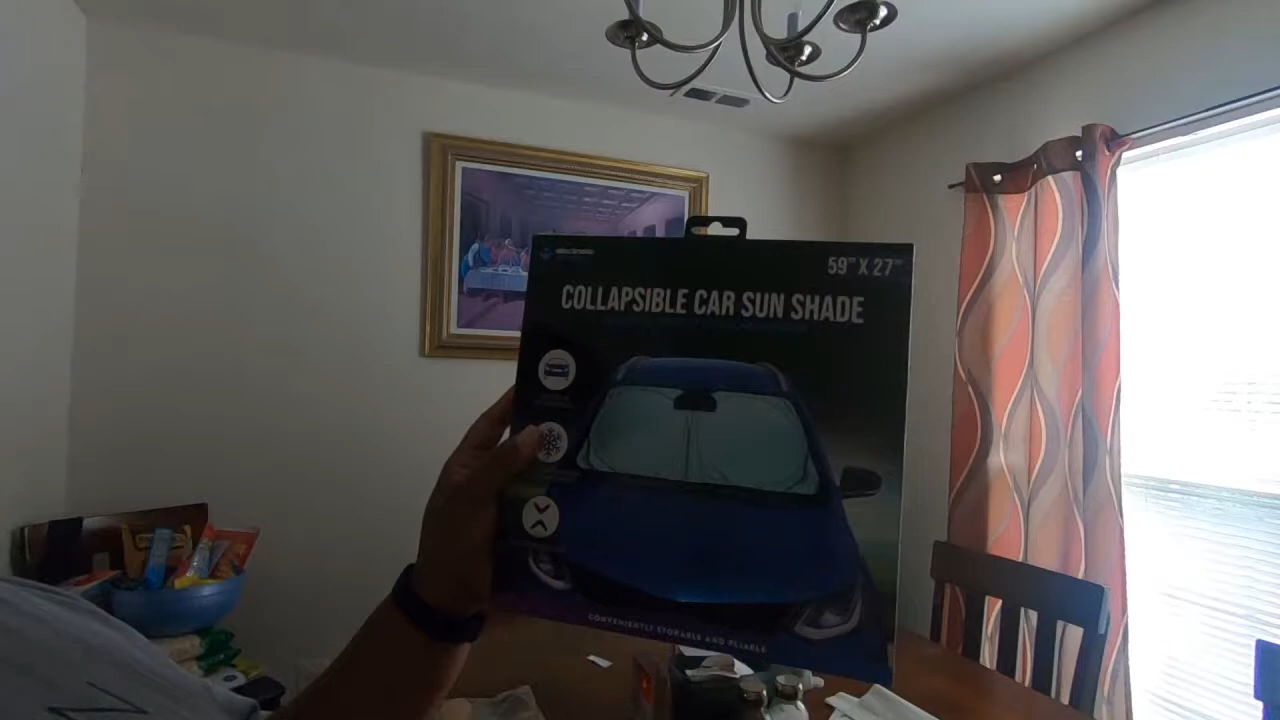 59" X 27"
COLLAPSIBLE CAR SUN SHADE
CONVENIENTLY STORABLE AND PLIABLE